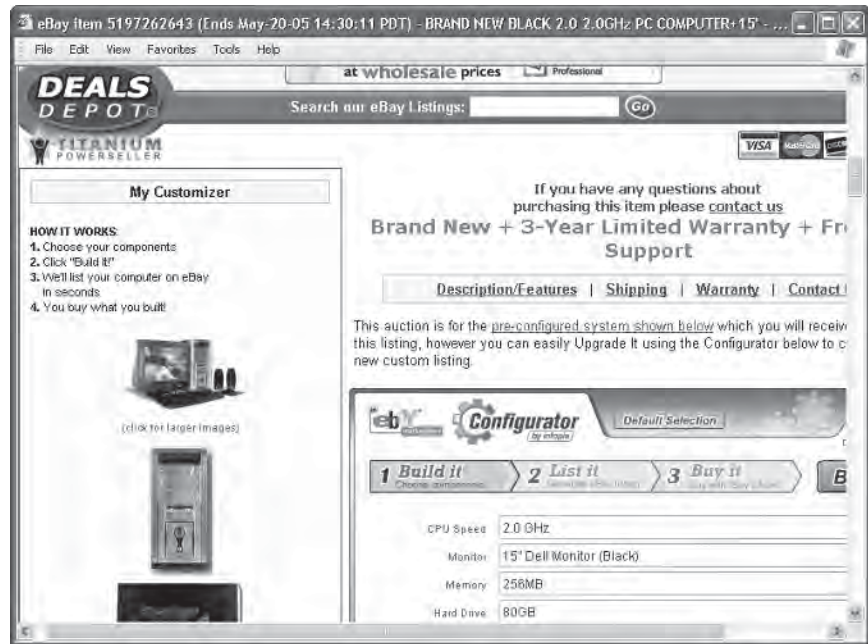 eBay item 5197262643 (Ends May-20-05 14:30:11 PDT) - BRAND NEW BLACK 2.0 2.0GHz PC COMPUTER+15" - ...
File Edit View Favorites Tools Help
at wholesale prices
Professional
DEALS
DEPOT
Search our eBay Listings:
Go
TITANIUM
POWERSELLER
VISA MasterCard
My Customizer
HOW IT WORKS:
1. Choose your components
2. Click "Build it!"
3. We'll list your computer on eBay
in seconds
4. You buy what you built!
(click for larger images)
If you have any questions about
purchasing this item please contact us
Brand New + 3-Year Limited Warranty + Fr
Support
Description/Features | Shipping | Warranty | Contact
This auction is for the pre-configured system shown below which you will receiv
this listing, however you can easily Upgrade It using the Configurator below to c
new custom listing.
eb Y
Configurator
by infopia
Default Selection
1 Build it
Choose components
2 List it
3 Buy it
B
CPU Speed 2.0 GHz
Monitor 15" Dell Monitor (Black)
Memory 256MB
Hard Drive 80GB